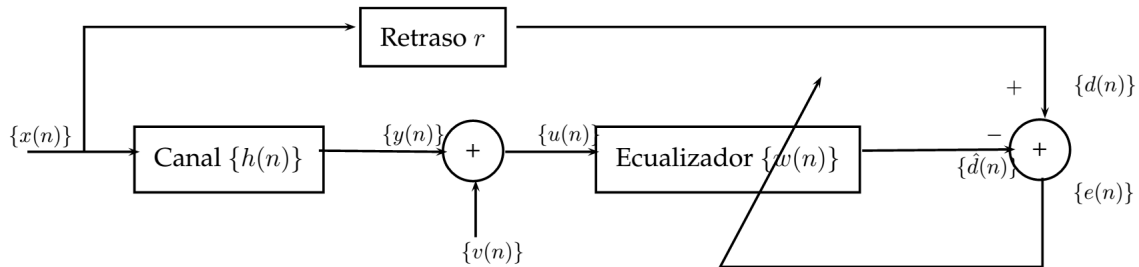 Retraso r
+
{d(n)}
{x(n)}
Canal {h(n)}
{y(n)}
+
{u(n)}
Ecualizador {w(n)}
−
+
{d̂(n)}
{e(n)}
{v(n)}